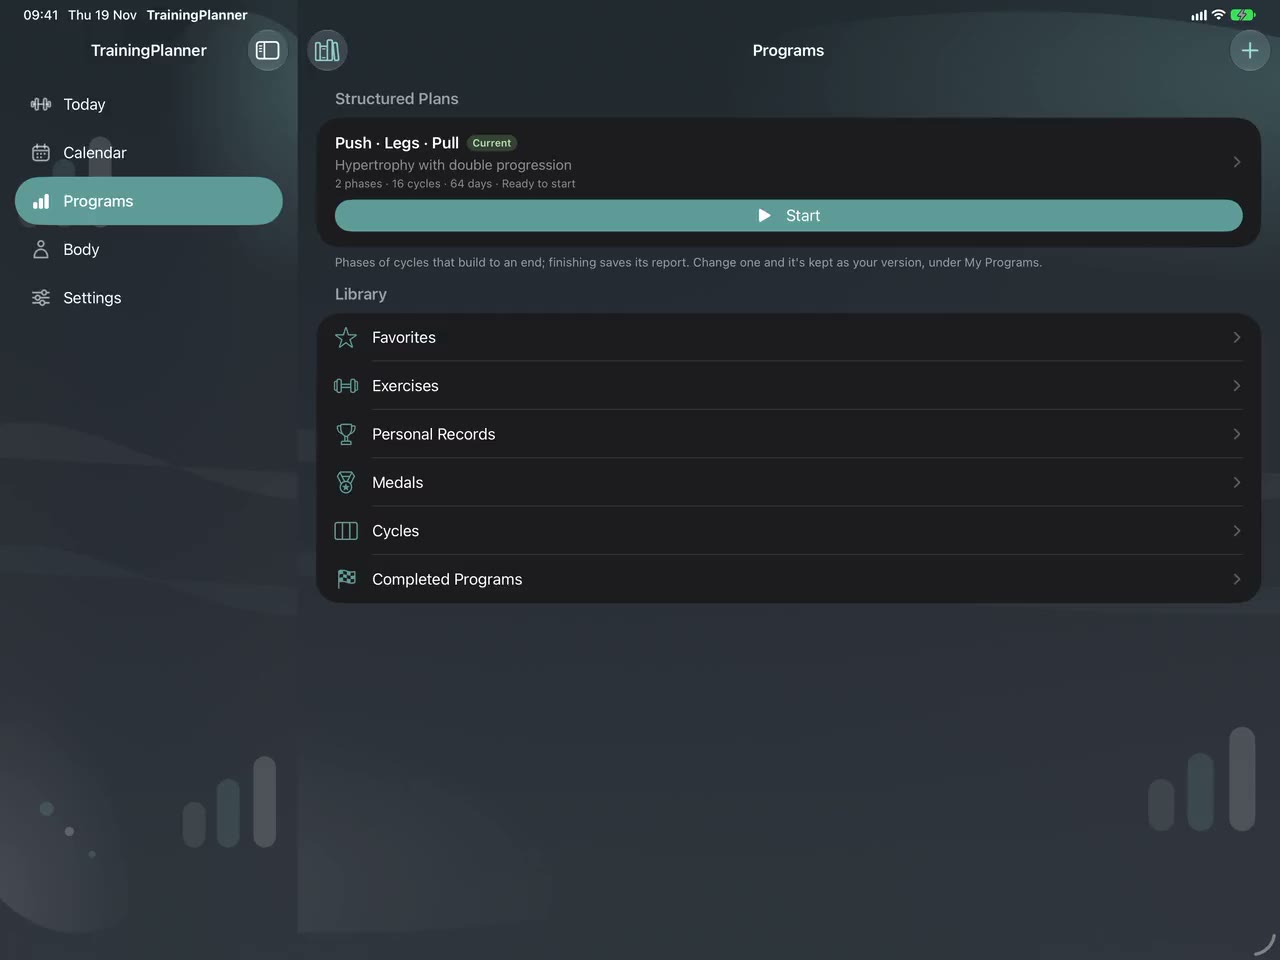 09:41 Thu 19 Nov TrainingPlanner
TrainingPlanner
Today
Calendar
Programs
Body
Settings
Programs
Structured Plans
Push · Legs · Pull Current
Hypertrophy with double progression
2 phases · 16 cycles · 64 days · Ready to start
Start
Phases of cycles that build to an end; finishing saves its report. Change one and it's kept as your version, under My Programs.
Library
Favorites
Exercises
Personal Records
Medals
Cycles
Completed Programs